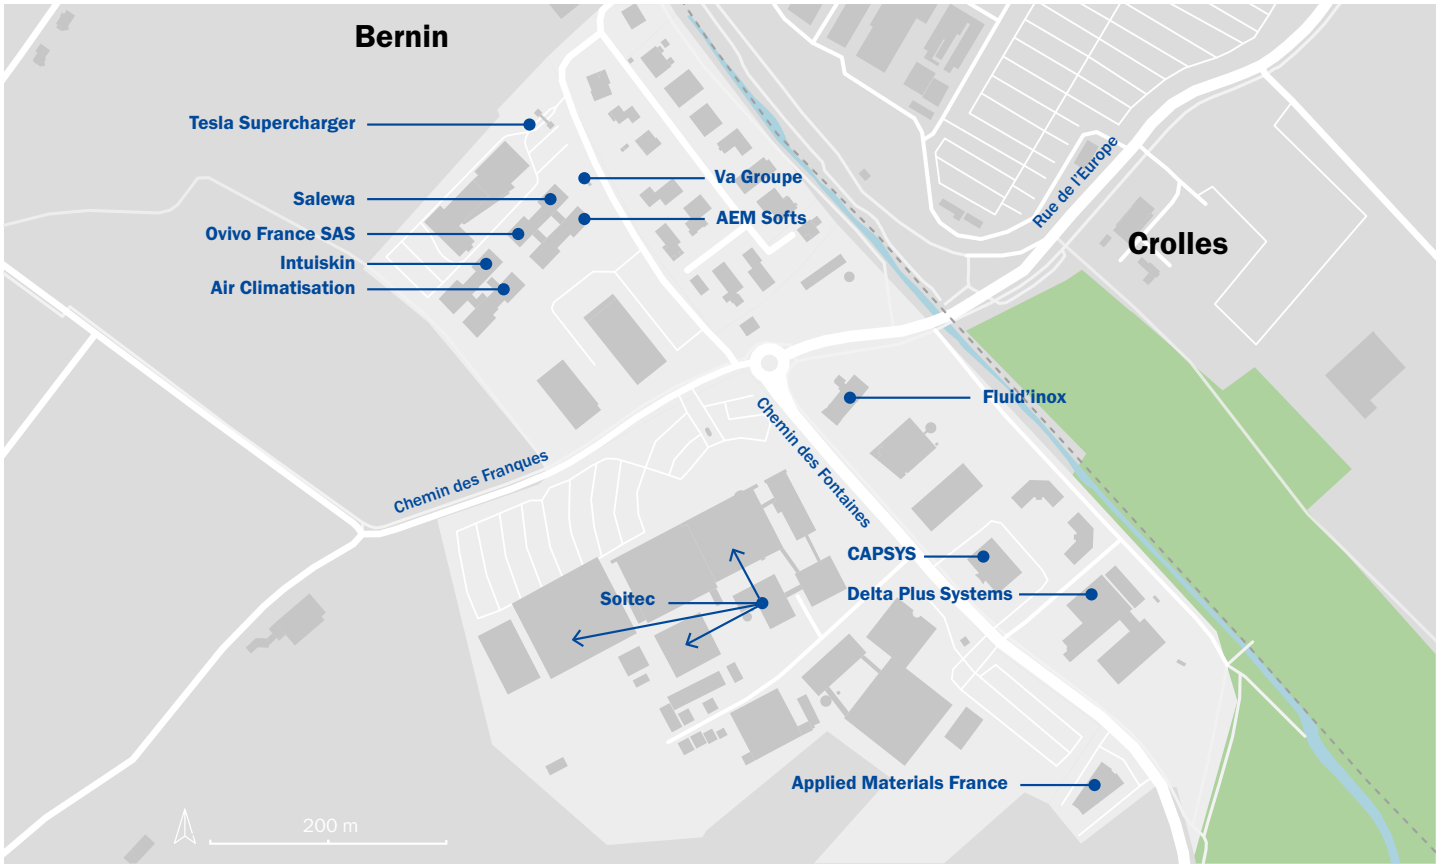 Bernin
Tesla Supercharger
Rue de l'Europe
Va Groupe
Salewa
AEM Softs
Ovivo France SAS
Crolles
Intuiskin
Air Climatisation
Fluid'inox
Chemin des Fontaines
Chemin des Franques
CAPSYS
Delta Plus Systems
Soitec
Applied Materials France
200 m